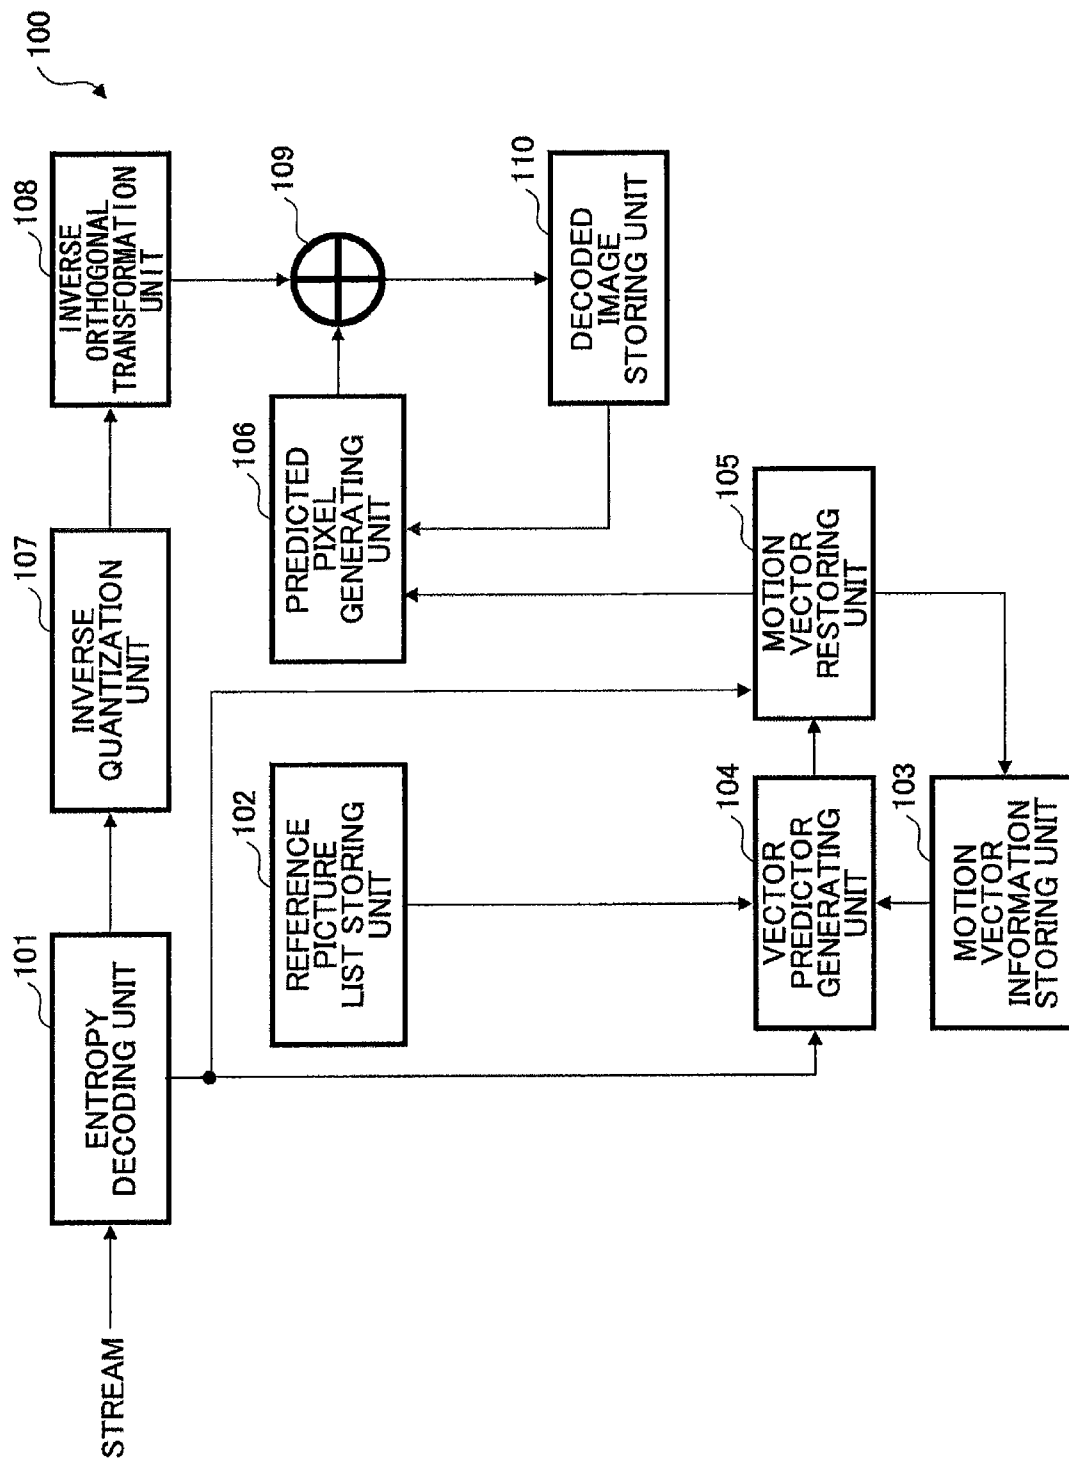 100
STREAM
101
ENTROPY
DECODING UNIT
107
INVERSE
QUANTIZATION
UNIT
108
INVERSE
ORTHOGONAL
TRANSFORMATION
UNIT
102
REFERENCE
PICTURE
LIST STORING
UNIT
106
PREDICTED
PIXEL
GENERATING
UNIT
109
110
DECODED
IMAGE
STORING UNIT
104
VECTOR
PREDICTOR
GENERATING
UNIT
105
MOTION
VECTOR
RESTORING
UNIT
103
MOTION
VECTOR
INFORMATION
STORING UNIT